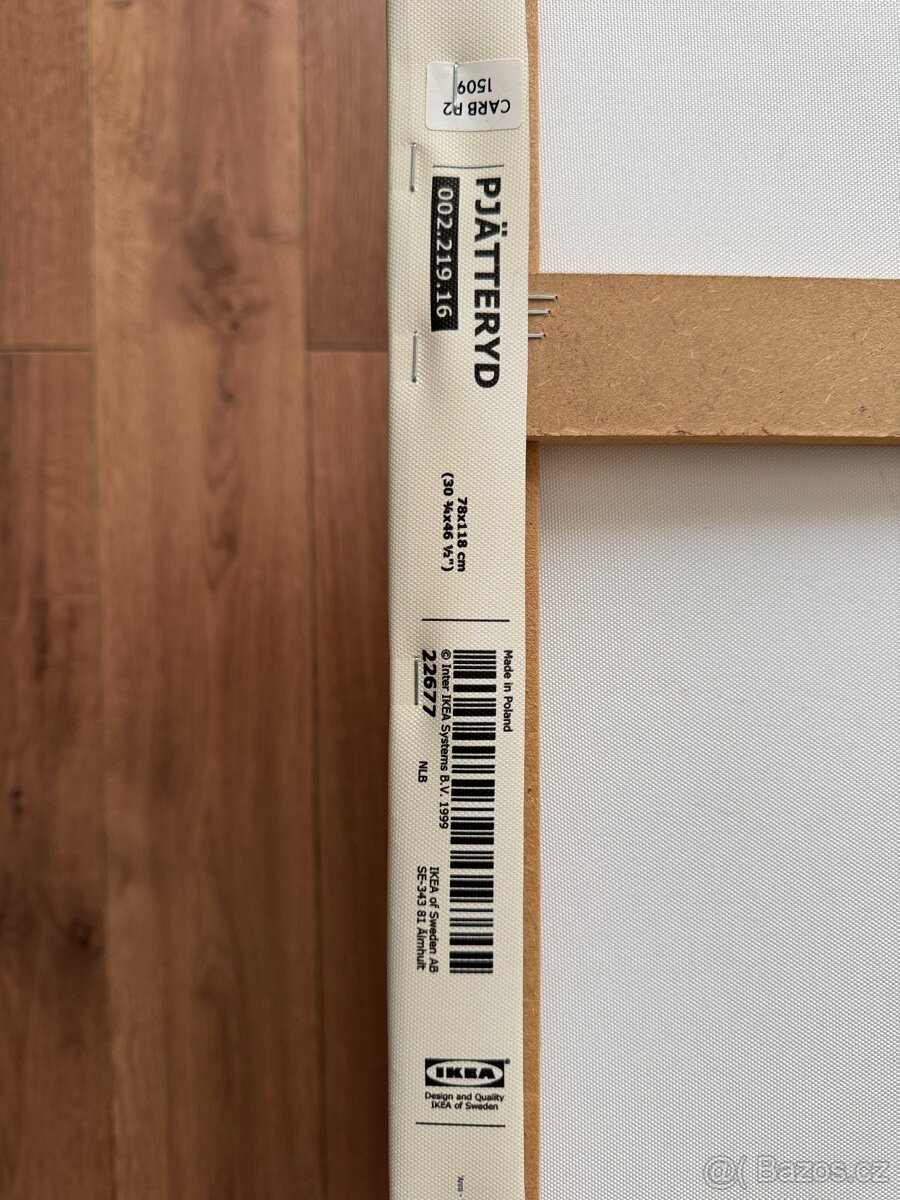 CARB P2
1509
PJÄTTERYD
002.219.16
78x118 cm
(30 ¾x46 ½")
Made in Poland
© Inter IKEA Systems B.V. 1999
22677
NLB
IKEA of Sweden AB
SE-343 81 Älmhult
IKEA®
Design and Quality
IKEA of Sweden
@( Bazos.cz